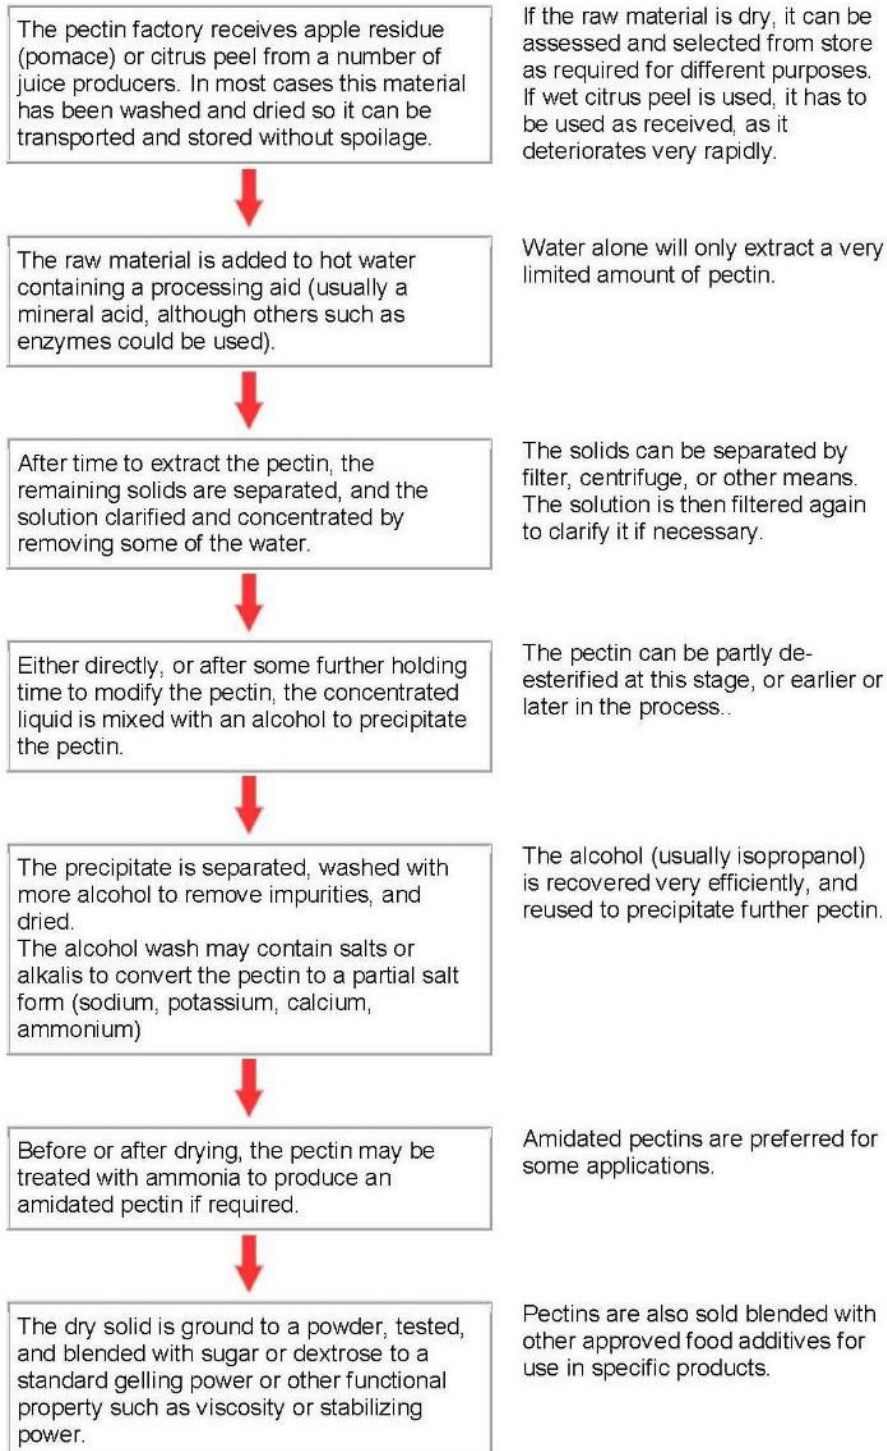 The pectin factory receives apple residue
(pomace) or citrus peel from a number of
juice producers. In most cases this material
has been washed and dried so it can be
transported and stored without spoilage.
If the raw material is dry, it can be
assessed and selected from store
as required for different purposes.
If wet citrus peel is used, it has to
be used as received, as it
deteriorates very rapidly.
The raw material is added to hot water
containing a processing aid (usually a
mineral acid, although others such as
enzymes could be used).
Water alone will only extract a very
limited amount of pectin.
After time to extract the pectin, the
remaining solids are separated, and the
solution clarified and concentrated by
removing some of the water.
The solids can be separated by
filter, centrifuge, or other means.
The solution is then filtered again
to clarify it if necessary.
Either directly, or after some further holding
time to modify the pectin, the concentrated
liquid is mixed with an alcohol to precipitate
the pectin.
The pectin can be partly de-
esterified at this stage, or earlier or
later in the process..
The precipitate is separated, washed with
more alcohol to remove impurities, and
dried.
The alcohol wash may contain salts or
alkalis to convert the pectin to a partial salt
form (sodium, potassium, calcium,
ammonium)
The alcohol (usually isopropanol)
is recovered very efficiently, and
reused to precipitate further pectin.
Before or after drying, the pectin may be
treated with ammonia to produce an
amidated pectin if required.
Amidated pectins are preferred for
some applications.
The dry solid is ground to a powder, tested,
and blended with sugar or dextrose to a
standard gelling power or other functional
property such as viscosity or stabilizing
power.
Pectins are also sold blended with
other approved food additives for
use in specific products.